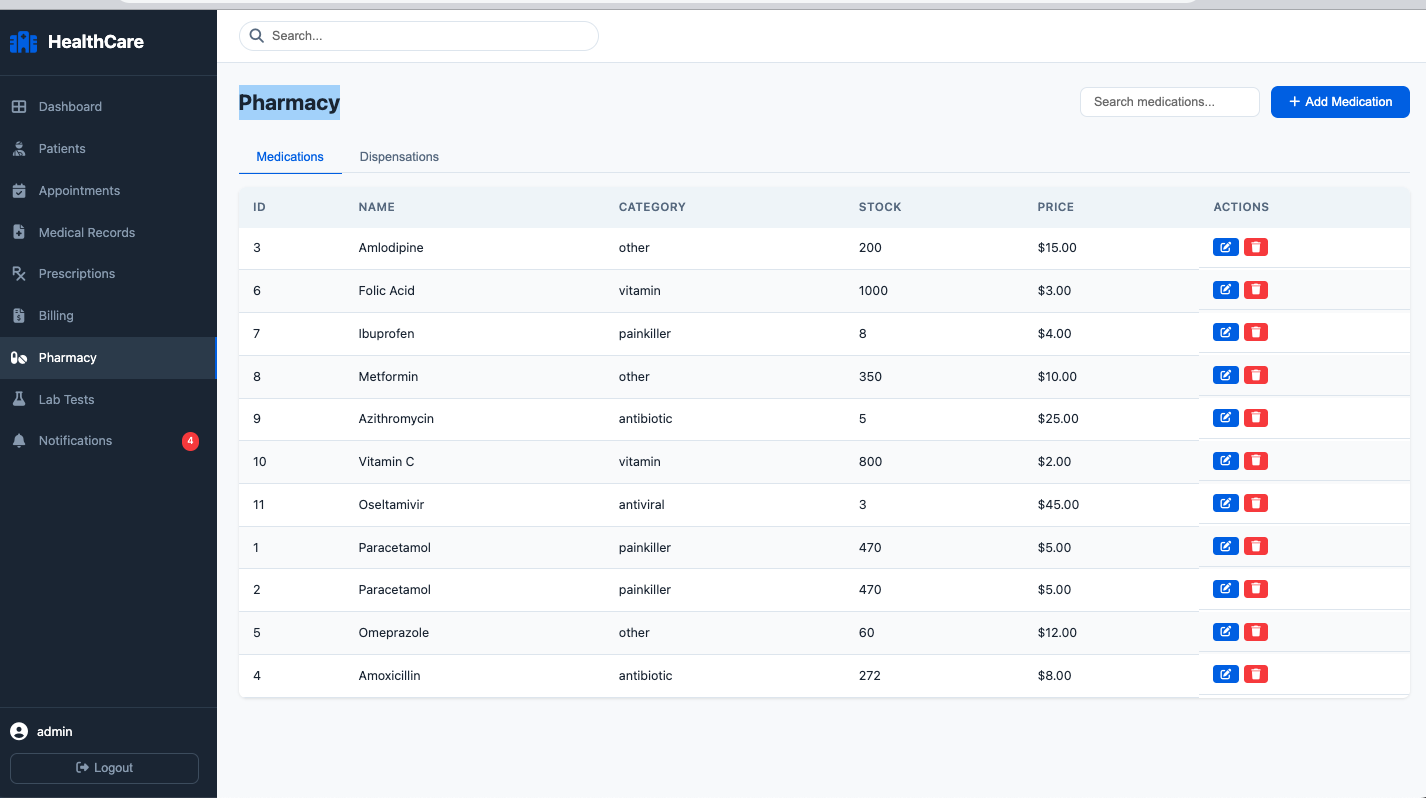 HealthCare
Search...
Dashboard
Patients
Appointments
Medical Records
Prescriptions
Billing
Pharmacy
Lab Tests
Notifications 4
admin
Logout
Pharmacy
Search medications...
+ Add Medication
Medications Dispensations
ID NAME CATEGORY STOCK PRICE ACTIONS
3 Amlodipine other 200 $15.00
6 Folic Acid vitamin 1000 $3.00
7 Ibuprofen painkiller 8 $4.00
8 Metformin other 350 $10.00
9 Azithromycin antibiotic 5 $25.00
10 Vitamin C vitamin 800 $2.00
11 Oseltamivir antiviral 3 $45.00
1 Paracetamol painkiller 470 $5.00
2 Paracetamol painkiller 470 $5.00
5 Omeprazole other 60 $12.00
4 Amoxicillin antibiotic 272 $8.00